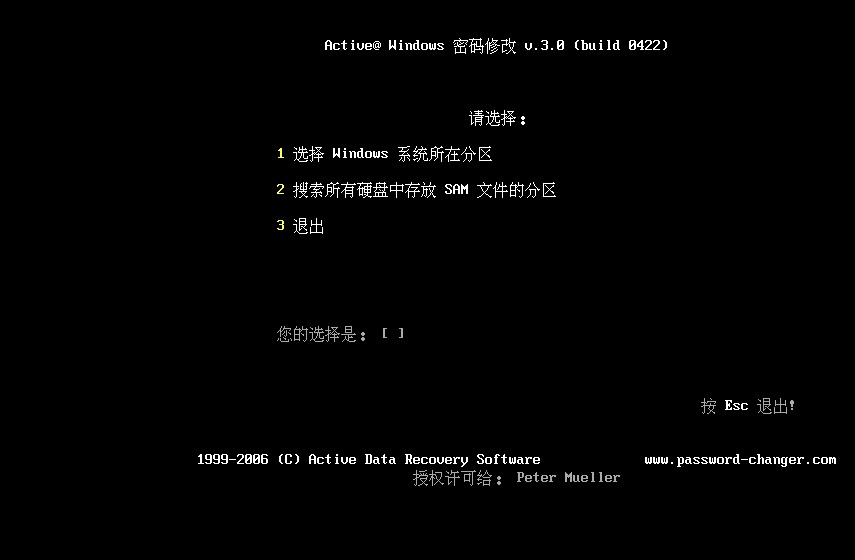 Active@ Windows 密码修改 v.3.0 (build 0422)
请选择：
1 选择 Windows 系统所在分区
2 搜索所有硬盘中存放 SAM 文件的分区
3 退出
您的选择是： [ ]
按 Esc 退出!
1999-2006 (C) Active Data Recovery Software www.password-changer.com
授权许可给： Peter Mueller